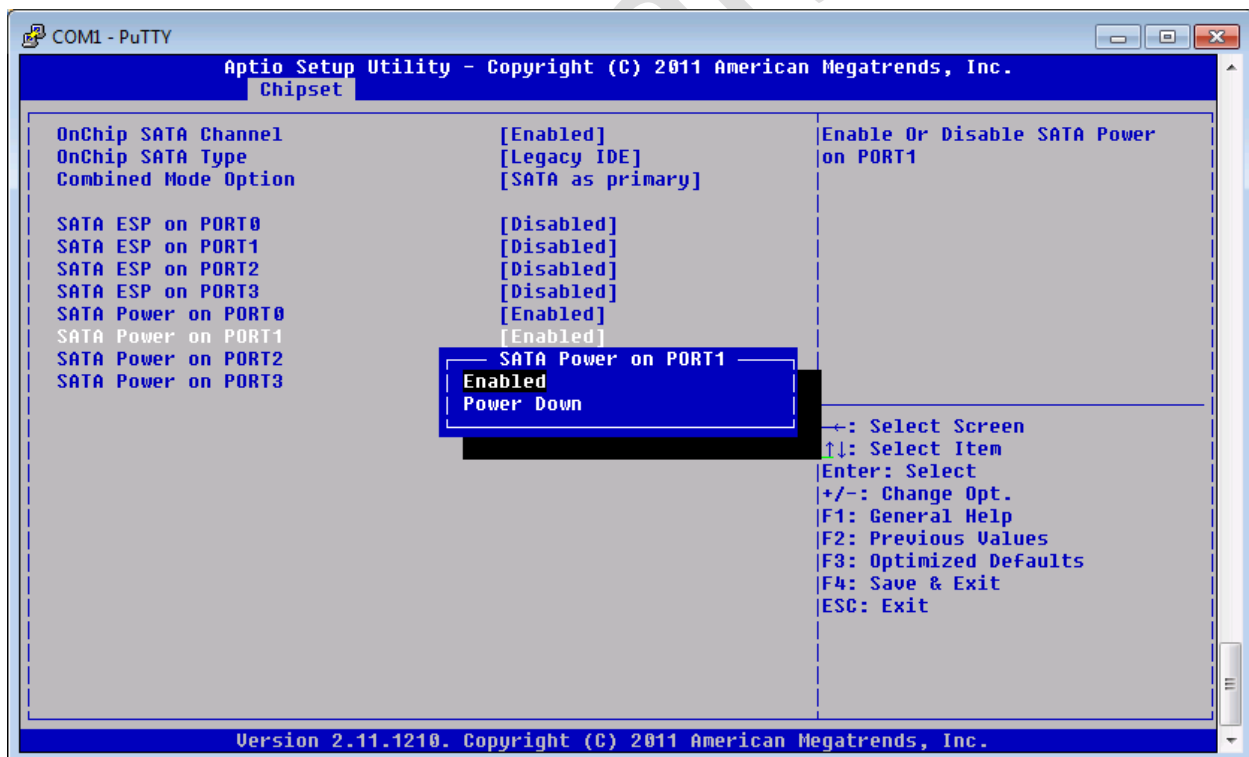 COM1 - PuTTY
Aptio Setup Utility - Copyright (C) 2011 American Megatrends, Inc.
Chipset
OnChip SATA Channel [Enabled]
OnChip SATA Type [Legacy IDE]
Combined Mode Option [SATA as primary]
SATA ESP on PORT0 [Disabled]
SATA ESP on PORT1 [Disabled]
SATA ESP on PORT2 [Disabled]
SATA ESP on PORT3 [Disabled]
SATA Power on PORT0 [Enabled]
SATA Power on PORT1 [Enabled]
SATA Power on PORT2
SATA Power on PORT3
SATA Power on PORT1
Enabled
Power Down
Enable Or Disable SATA Power
on PORT1
→←: Select Screen
↑↓: Select Item
Enter: Select
+/-: Change Opt.
F1: General Help
F2: Previous Values
F3: Optimized Defaults
F4: Save & Exit
ESC: Exit
Version 2.11.1210. Copyright (C) 2011 American Megatrends, Inc.